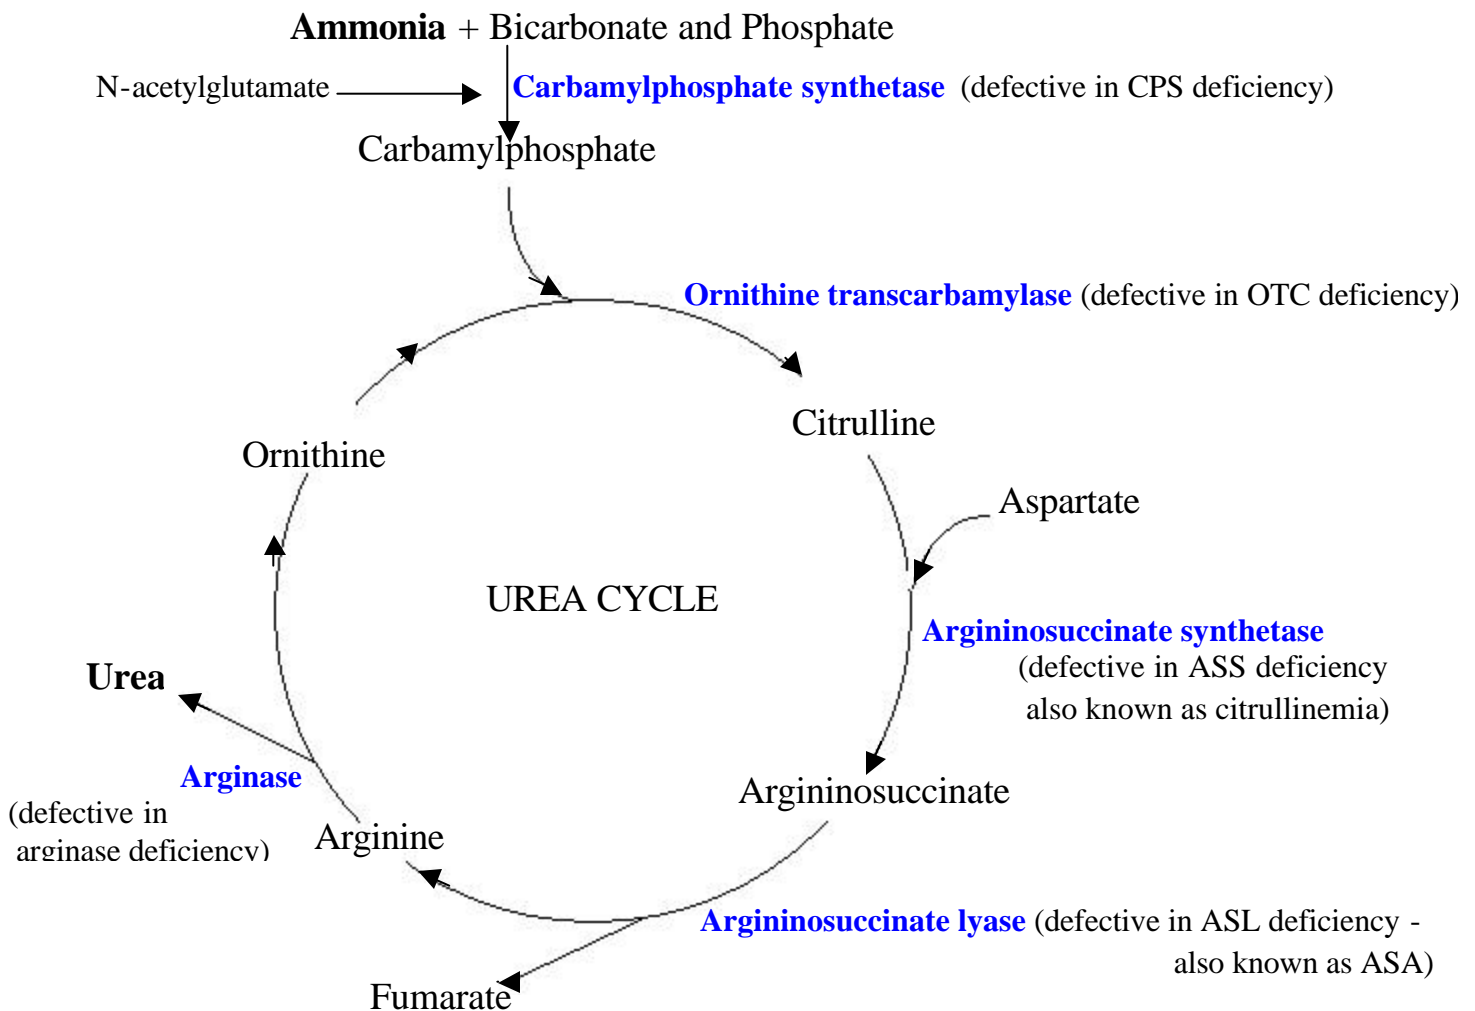 Ammonia + Bicarbonate and Phosphate
N-acetylglutamate
Carbamylphosphate synthetase (defective in CPS deficiency)
Carbamylphosphate
Ornithine transcarbamylase (defective in OTC deficiency)
Citrulline
Ornithine
Aspartate
UREA CYCLE
Argininosuccinate synthetase
(defective in ASS deficiency
also known as citrullinemia)
Urea
Arginase
(defective in
arginase deficiency)
Argininosuccinate
Arginine
Argininosuccinate lyase (defective in ASL deficiency -
also known as ASA)
Fumarate